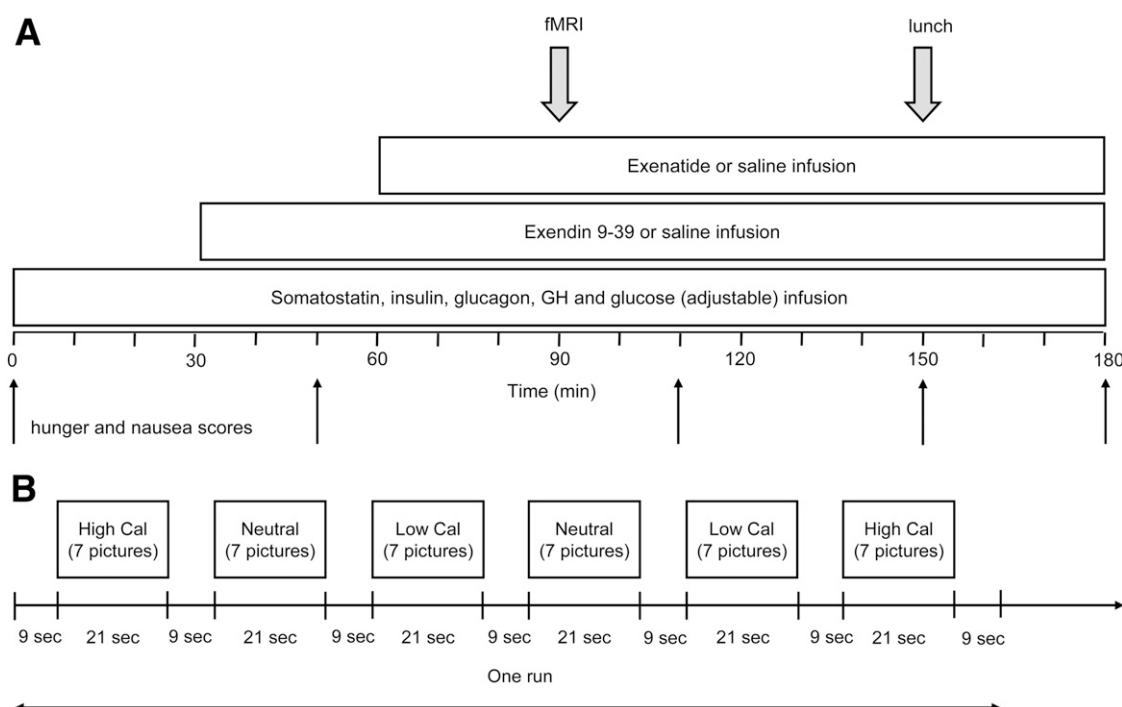 A
fMRI
lunch
Exenatide or saline infusion
Exendin 9-39 or saline infusion
Somatostatin, insulin, glucagon, GH and glucose (adjustable) infusion
0 30 60 90 120 150 180
Time (min)
hunger and nausea scores
B
High Cal
(7 pictures)
Neutral
(7 pictures)
Low Cal
(7 pictures)
Neutral
(7 pictures)
Low Cal
(7 pictures)
High Cal
(7 pictures)
9 sec 21 sec 9 sec 21 sec 9 sec 21 sec 9 sec 21 sec 9 sec 21 sec 9 sec 21 sec 9 sec
One run